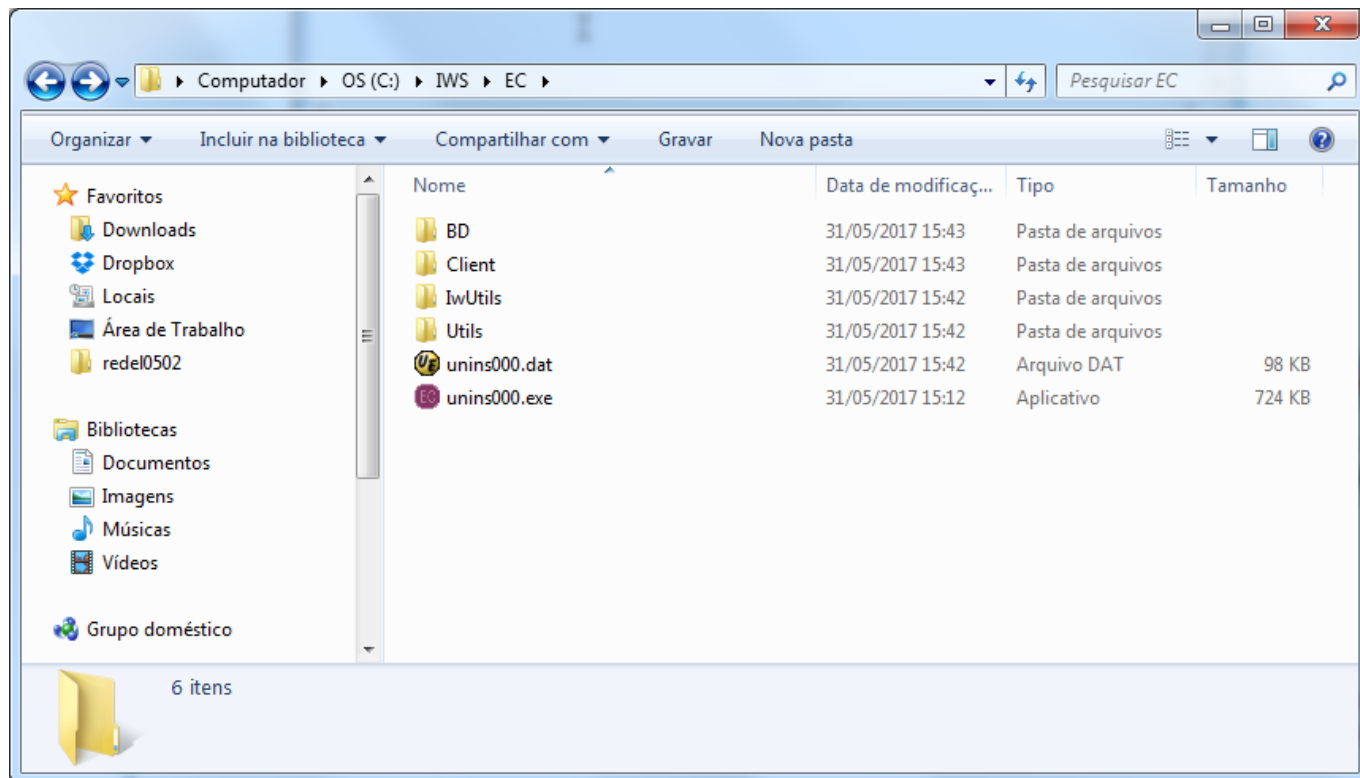 Computador OS (C:) IWS EC
Pesquisar EC
Organizar Incluir na biblioteca Compartilhar com Gravar Nova pasta
Favoritos
Downloads
Dropbox
Locais
Área de Trabalho
redel0502
Bibliotecas
Documentos
Imagens
Músicas
Vídeos
Grupo doméstico
Nome Data de modificaç... Tipo Tamanho
BD 31/05/2017 15:43 Pasta de arquivos
Client 31/05/2017 15:43 Pasta de arquivos
IwUtils 31/05/2017 15:42 Pasta de arquivos
Utils 31/05/2017 15:42 Pasta de arquivos
unins000.dat 31/05/2017 15:42 Arquivo DAT 98 KB
unins000.exe 31/05/2017 15:12 Aplicativo 724 KB
6 itens